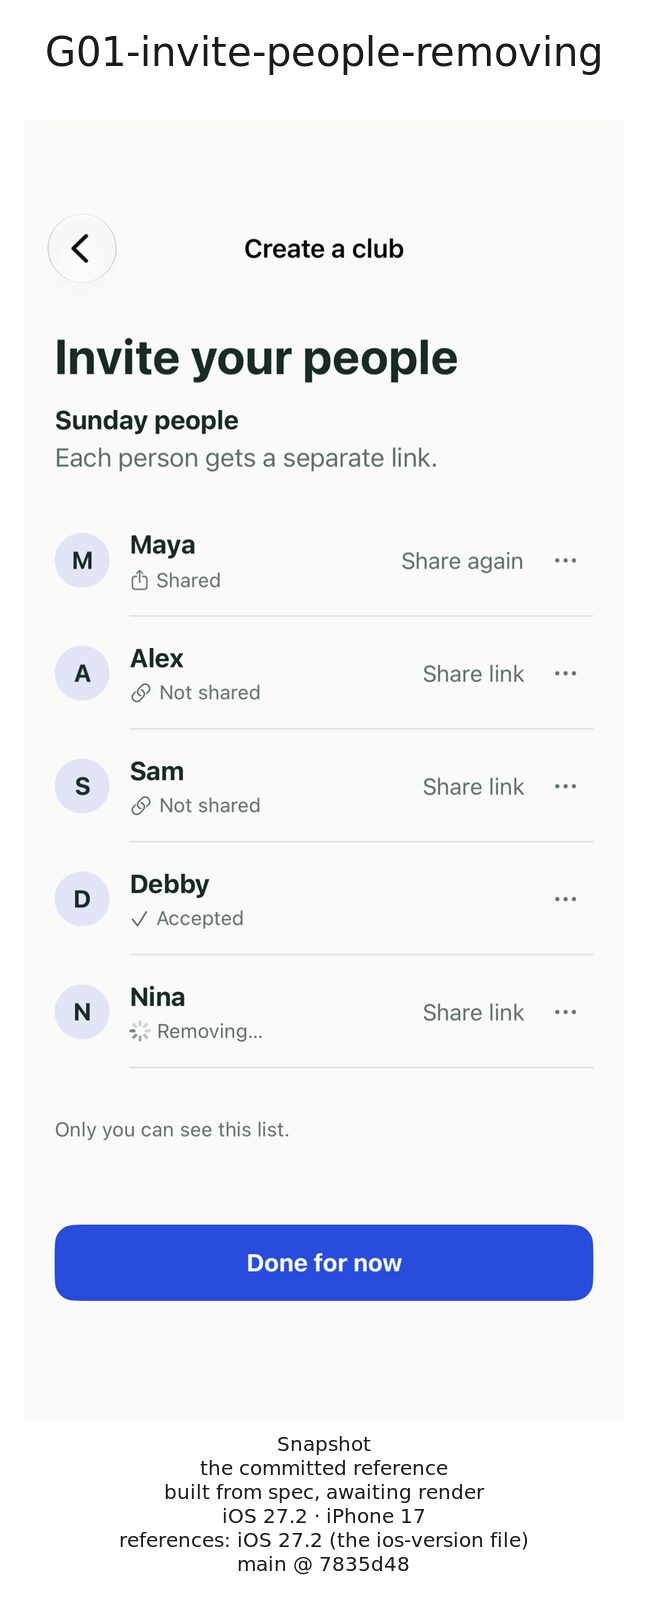 G01-invite-people-removing
Create a club
Invite your people
Sunday people
Each person gets a separate link.
M
Maya
Shared
Share again
A
Alex
Not shared
Share link
S
Sam
Not shared
Share link
D
Debby
Accepted
N
Nina
Removing...
Share link
Only you can see this list.
Done for now
Snapshot
the committed reference
built from spec, awaiting render
iOS 27.2 · iPhone 17
references: iOS 27.2 (the ios-version file)
main @ 7835d48